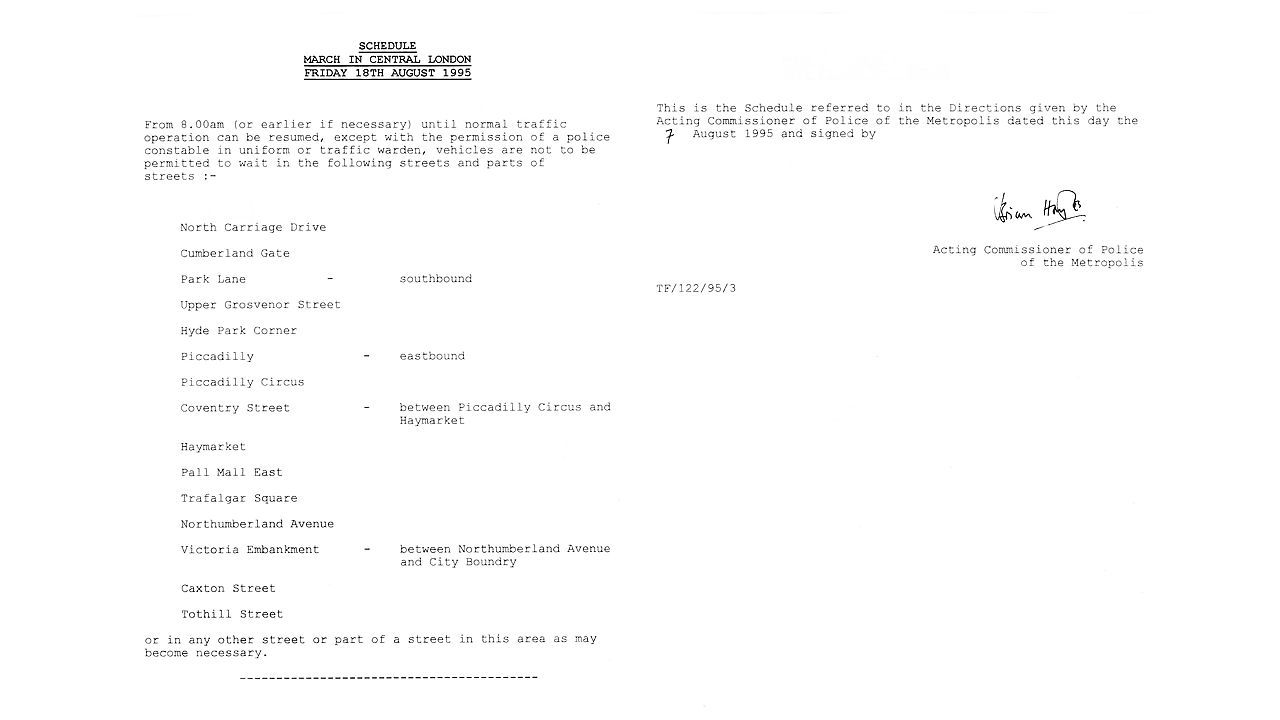 SCHEDULE
MARCH IN CENTRAL LONDON
FRIDAY 18TH AUGUST 1995
From 8.00am (or earlier if necessary) until normal traffic
operation can be resumed, except with the permission of a police
constable in uniform or traffic warden, vehicles are not to be
permitted to wait in the following streets and parts of
streets :-
North Carriage Drive
Cumberland Gate
Park Lane - southbound
Upper Grosvenor Street
Hyde Park Corner
Piccadilly - eastbound
Piccadilly Circus
Coventry Street - between Piccadilly Circus and
Haymarket
Haymarket
Pall Mall East
Trafalgar Square
Northumberland Avenue
Victoria Embankment - between Northumberland Avenue
and City Boundry
Caxton Street
Tothill Street
or in any other street or part of a street in this area as may
become necessary.
This is the Schedule referred to in the Directions given by the
Acting Commissioner of Police of the Metropolis dated this day the
7 August 1995 and signed by
Brian
Acting Commissioner of Police
of the Metropolis
TF/122/95/3